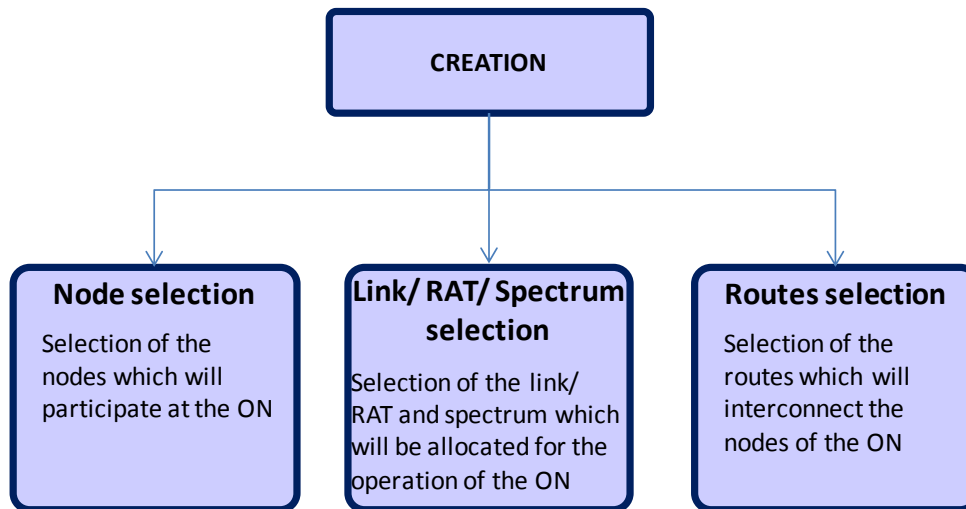 CREATION
Node selection
Selection of the
nodes which will
participate at the ON
Link/ RAT/ Spectrum
selection
Selection of the link/
RAT and spectrum which
will be allocated for the
operation of the ON
Routes selection
Selection of the
routes which will
interconnect the
nodes of the ON